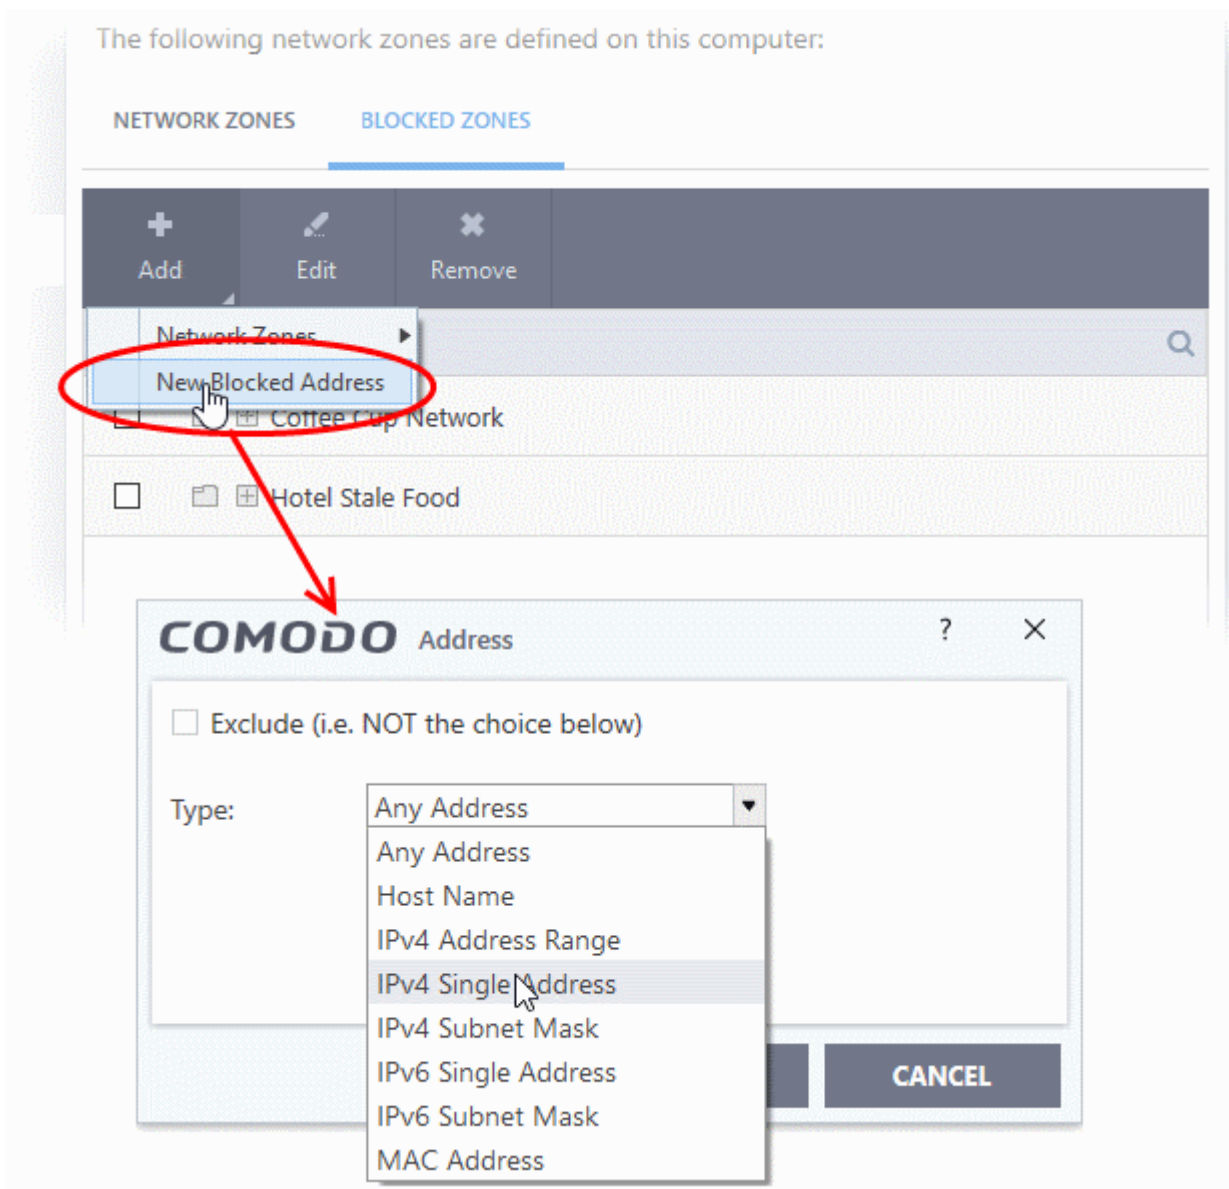 The following network zones are defined on this computer:
NETWORK ZONES BLOCKED ZONES
Add Edit Remove
Network Zones
New Blocked Address
Coffee Cup Network
Hotel Stale Food
COMODO Address ?
Exclude (i.e. NOT the choice below)
Type: Any Address
Any Address
Host Name
IPv4 Address Range
IPv4 Single Address
IPv4 Subnet Mask
IPv6 Single Address
CANCEL
IPv6 Subnet Mask
MAC Address